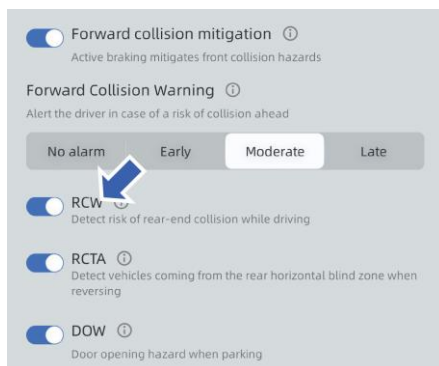 Forward collision mitigation
Active braking mitigates front collision hazards
Forward Collision Warning
Alert the driver in case of a risk of collision ahead
No alarm Early Moderate Late
RCW
Detect risk of rear-end collision while driving
RCTA
Detect vehicles coming from the rear horizontal blind zone when
reversing
DOW
Door opening hazard when parking